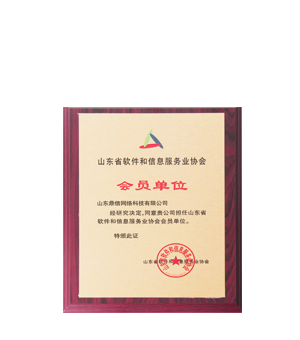 山东省软件和信息服务业协会
会员单位
山东鼎信网络科技有限公司
经研究决定,同意贵公司担任山东省
软件和信息服务业协会会员单位。
特颁此证
山东省软件和信息服务业协会